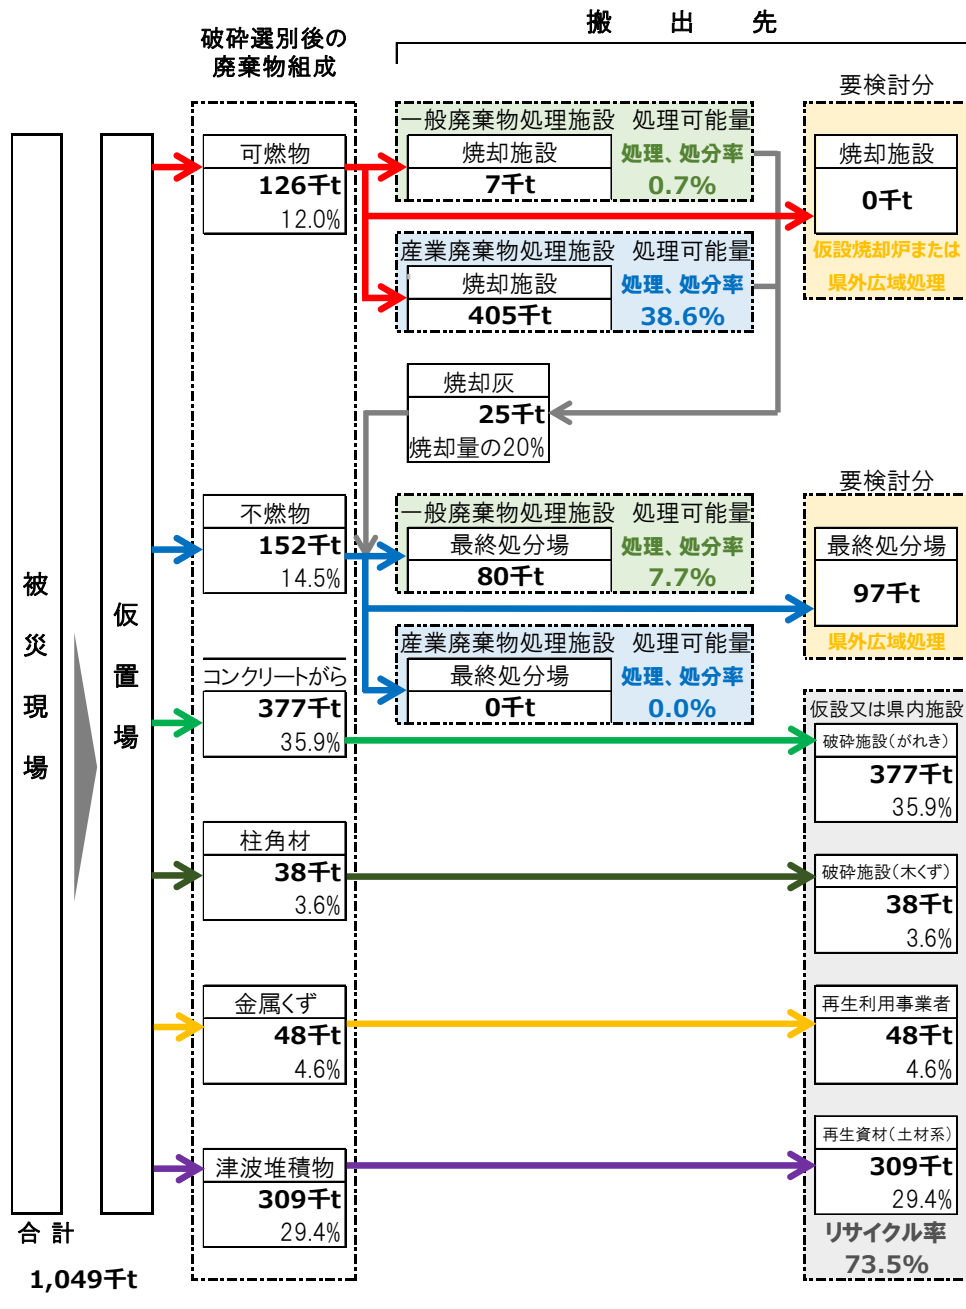 搬　出　先
破砕選別後の
廃棄物組成
要検討分
一般廃棄物処理施設 処理可能量
可燃物
126千t
12.0%
焼却施設
7千t
処理、処分率
0.7%
焼却施設
0千t
仮設焼却炉または
県外広域処理
産業廃棄物処理施設 処理可能量
焼却施設
405千t
処理、処分率
38.6%
焼却灰
25千t
焼却量の20%
要検討分
不燃物
152千t
14.5%
一般廃棄物処理施設 処理可能量
最終処分場
80千t
処理、処分率
7.7%
最終処分場
97千t
県外広域処理
産業廃棄物処理施設 処理可能量
最終処分場
0千t
処理、処分率
0.0%
被災現場
仮置場
コンクリートがら
377千t
35.9%
仮設又は県内施設
破砕施設（がれき）
377千t
35.9%
柱角材
38千t
3.6%
破砕施設（木くず）
38千t
3.6%
金属くず
48千t
4.6%
再生利用事業者
48千t
4.6%
津波堆積物
309千t
29.4%
再生資材（土材系）
309千t
29.4%
リサイクル率
73.5%
合計
1,049千t